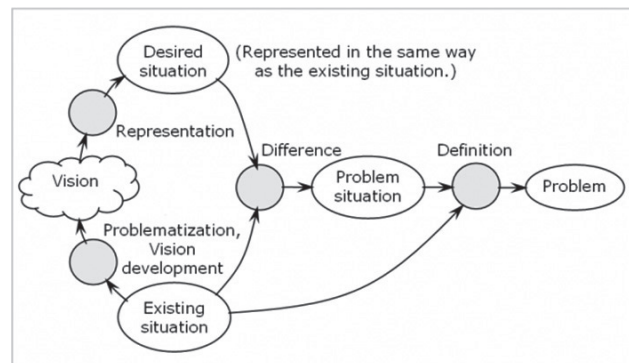 Desired
situation
(Represented in the same way
as the existing situation.)
Representation
Difference
Definition
Vision
Problem
situation
Problem
Problematization,
Vision
development
Existing
situation